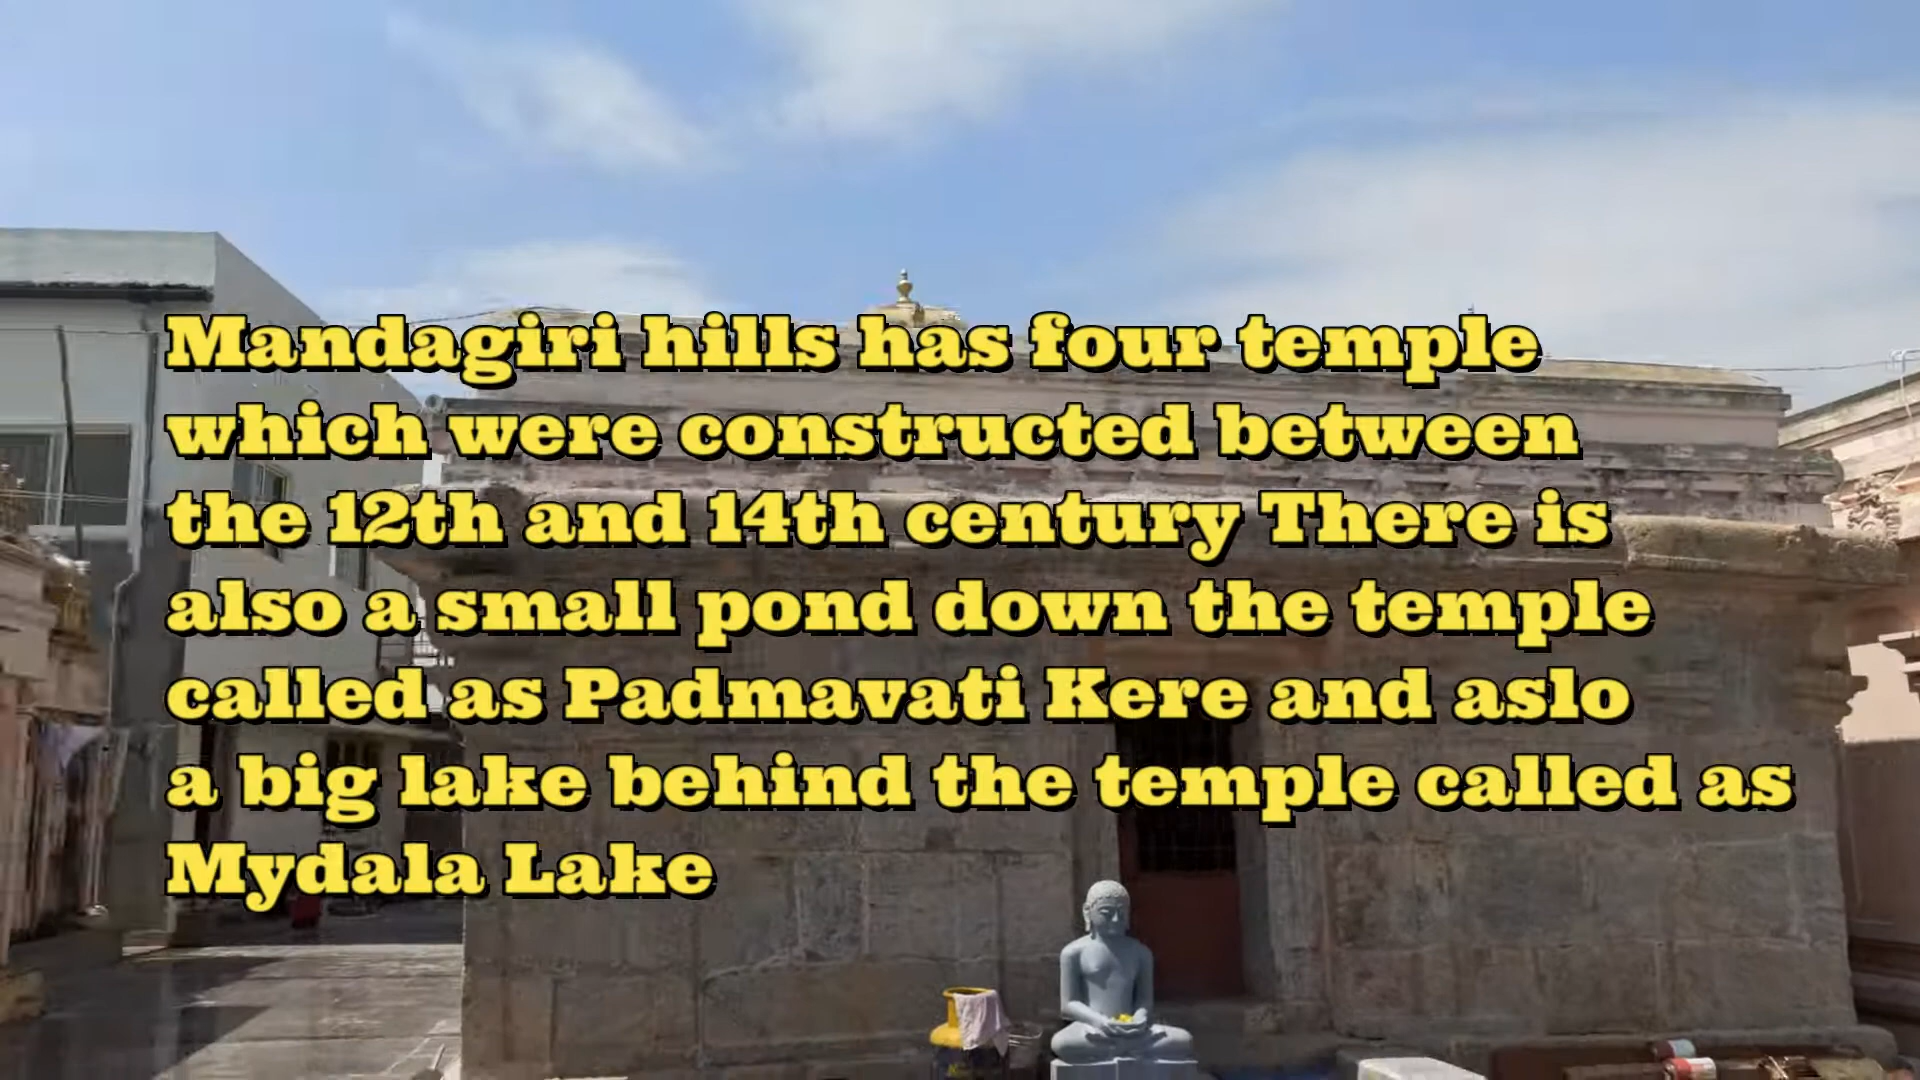 Mandagiri hills has four temple
which were constructed between
the 12th and 14th century There is
also a small pond down the temple
called as Padmavati Kere and aslo
a big lake behind the temple called as
Mydala Lake